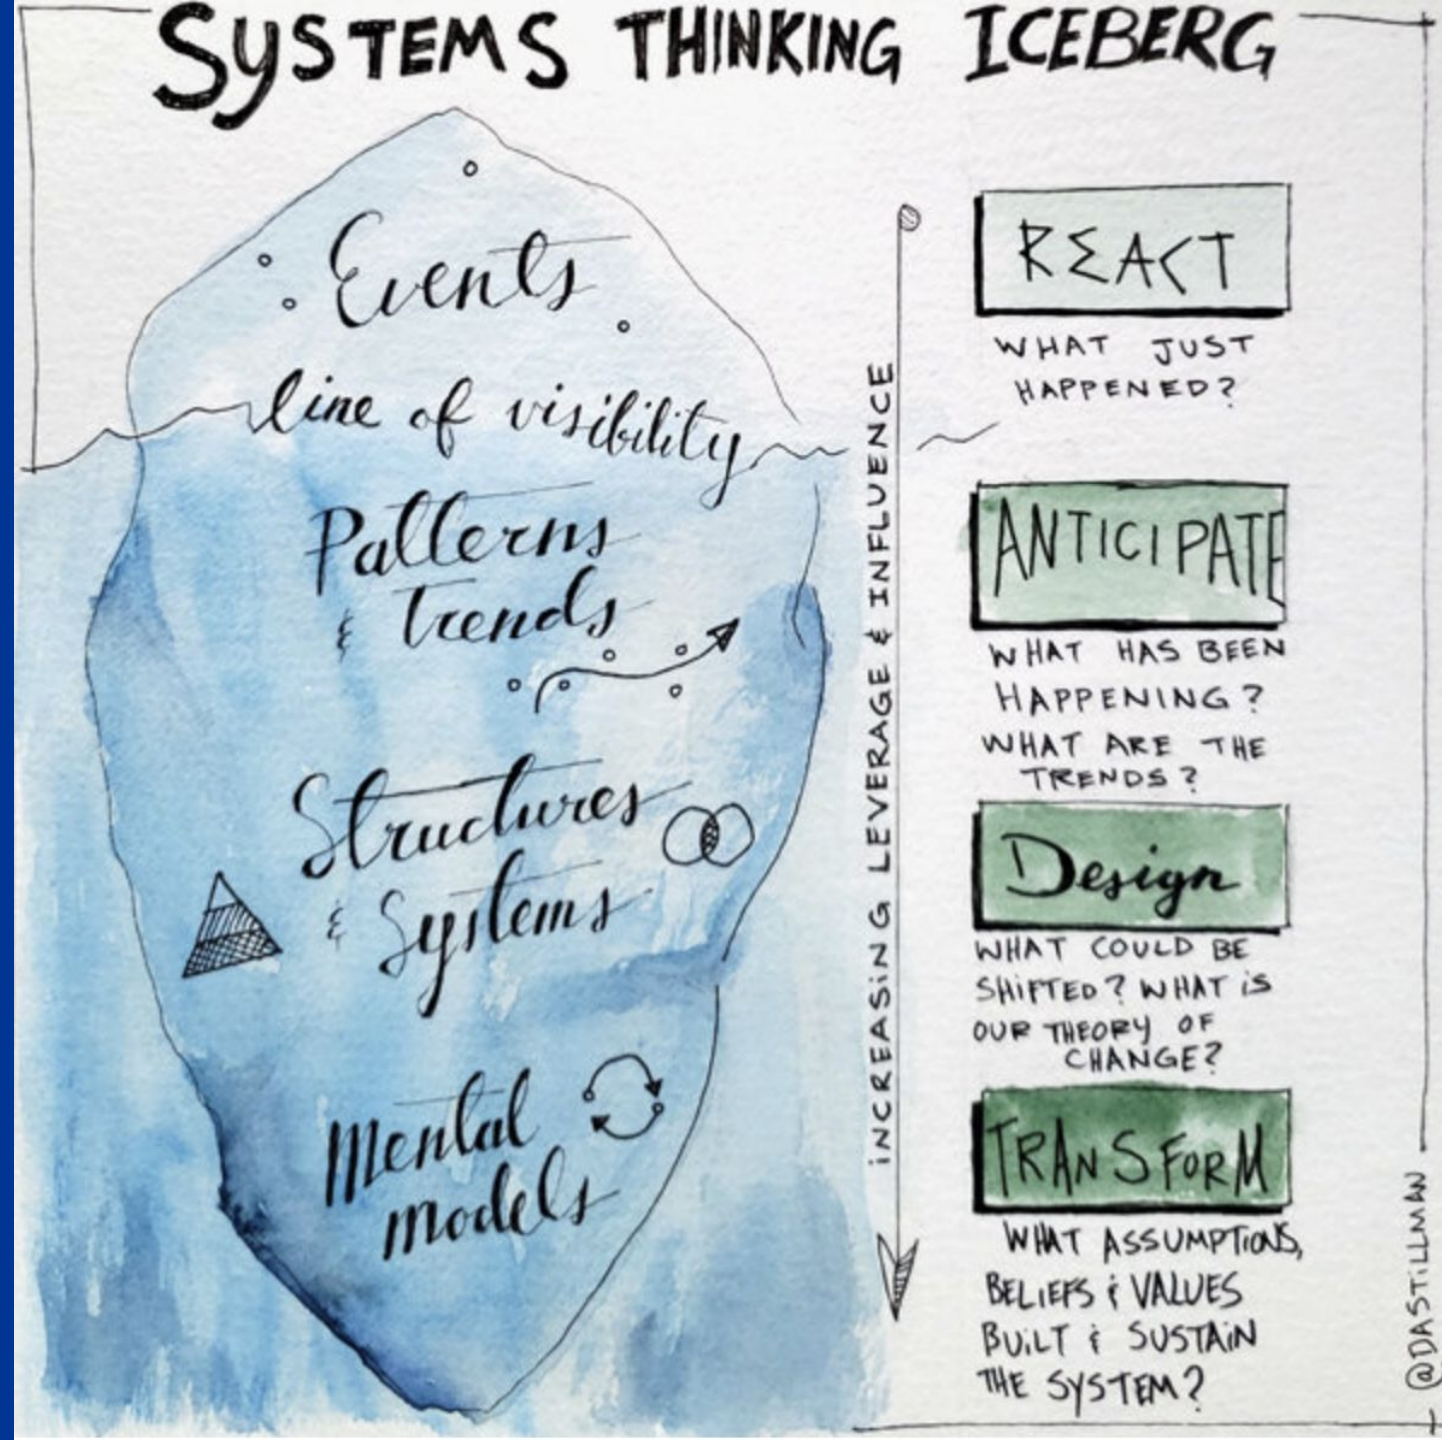 SYSTEMS THINKING ICEBERG
Events
line of visibility
Patterns
& trends
Structures
& Systems
Mental
models
INCREASING LEVERAGE & INFLUENCE
REACT
WHAT JUST
HAPPENED?
ANTICIPATE
WHAT HAS BEEN
HAPPENING?
WHAT ARE THE
TRENDS?
Design
WHAT COULD BE
SHIFTED? WHAT IS
OUR THEORY OF
CHANGE?
TRANSFORM
WHAT ASSUMPTIONS,
BELIEFS & VALUES
BUILT & SUSTAIN
THE SYSTEM?
@DASTILLMAN